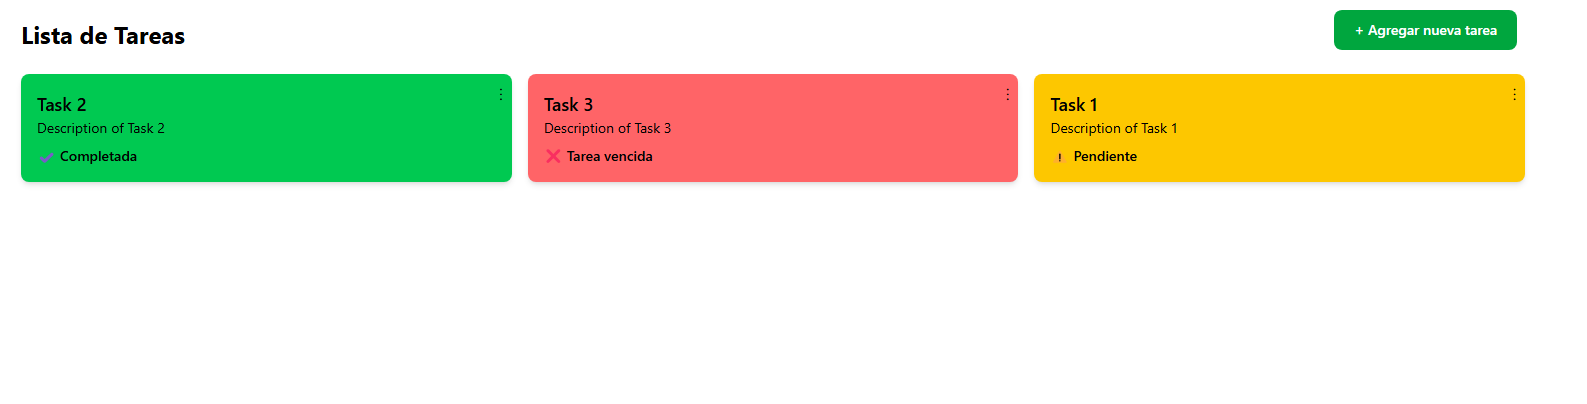 Lista de Tareas
+ Agregar nueva tarea
Task 2
Description of Task 2
✔ Completada
Task 3
Description of Task 3
❌ Tarea vencida
Task 1
Description of Task 1
⚠ Pendiente